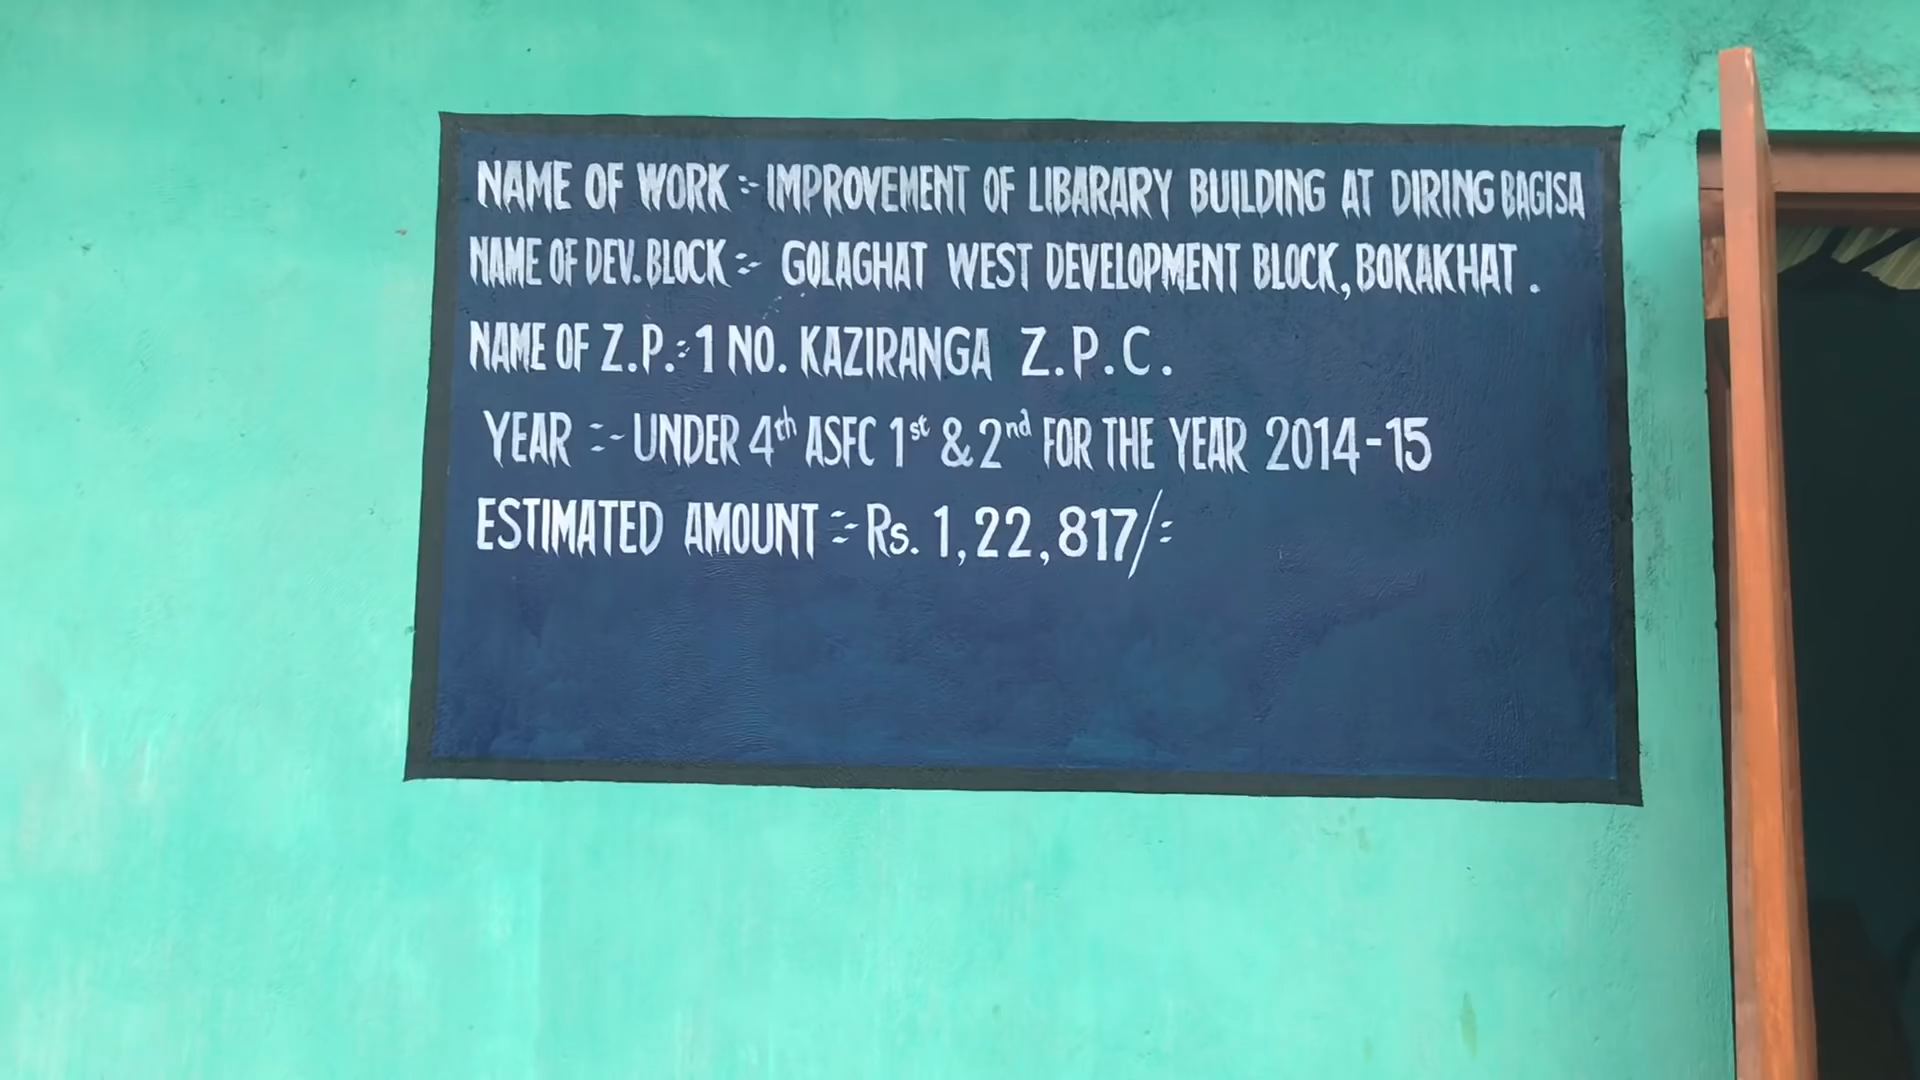 NAME OF WORK :- IMPROVEMENT OF LIBARARY BUILDING AT DIRING BAGISA
NAME OF DEV. BLOCK :- GOLAGHAT WEST DEVELOPMENT BLOCK, BOKAKHAT .
NAME OF Z.P. :- 1 NO. KAZIRANGA Z.P.C.
YEAR :- UNDER 4th ASFC 1st & 2nd FOR THE YEAR 2014-15
ESTIMATED AMOUNT :- Rs. 1,22,817/=